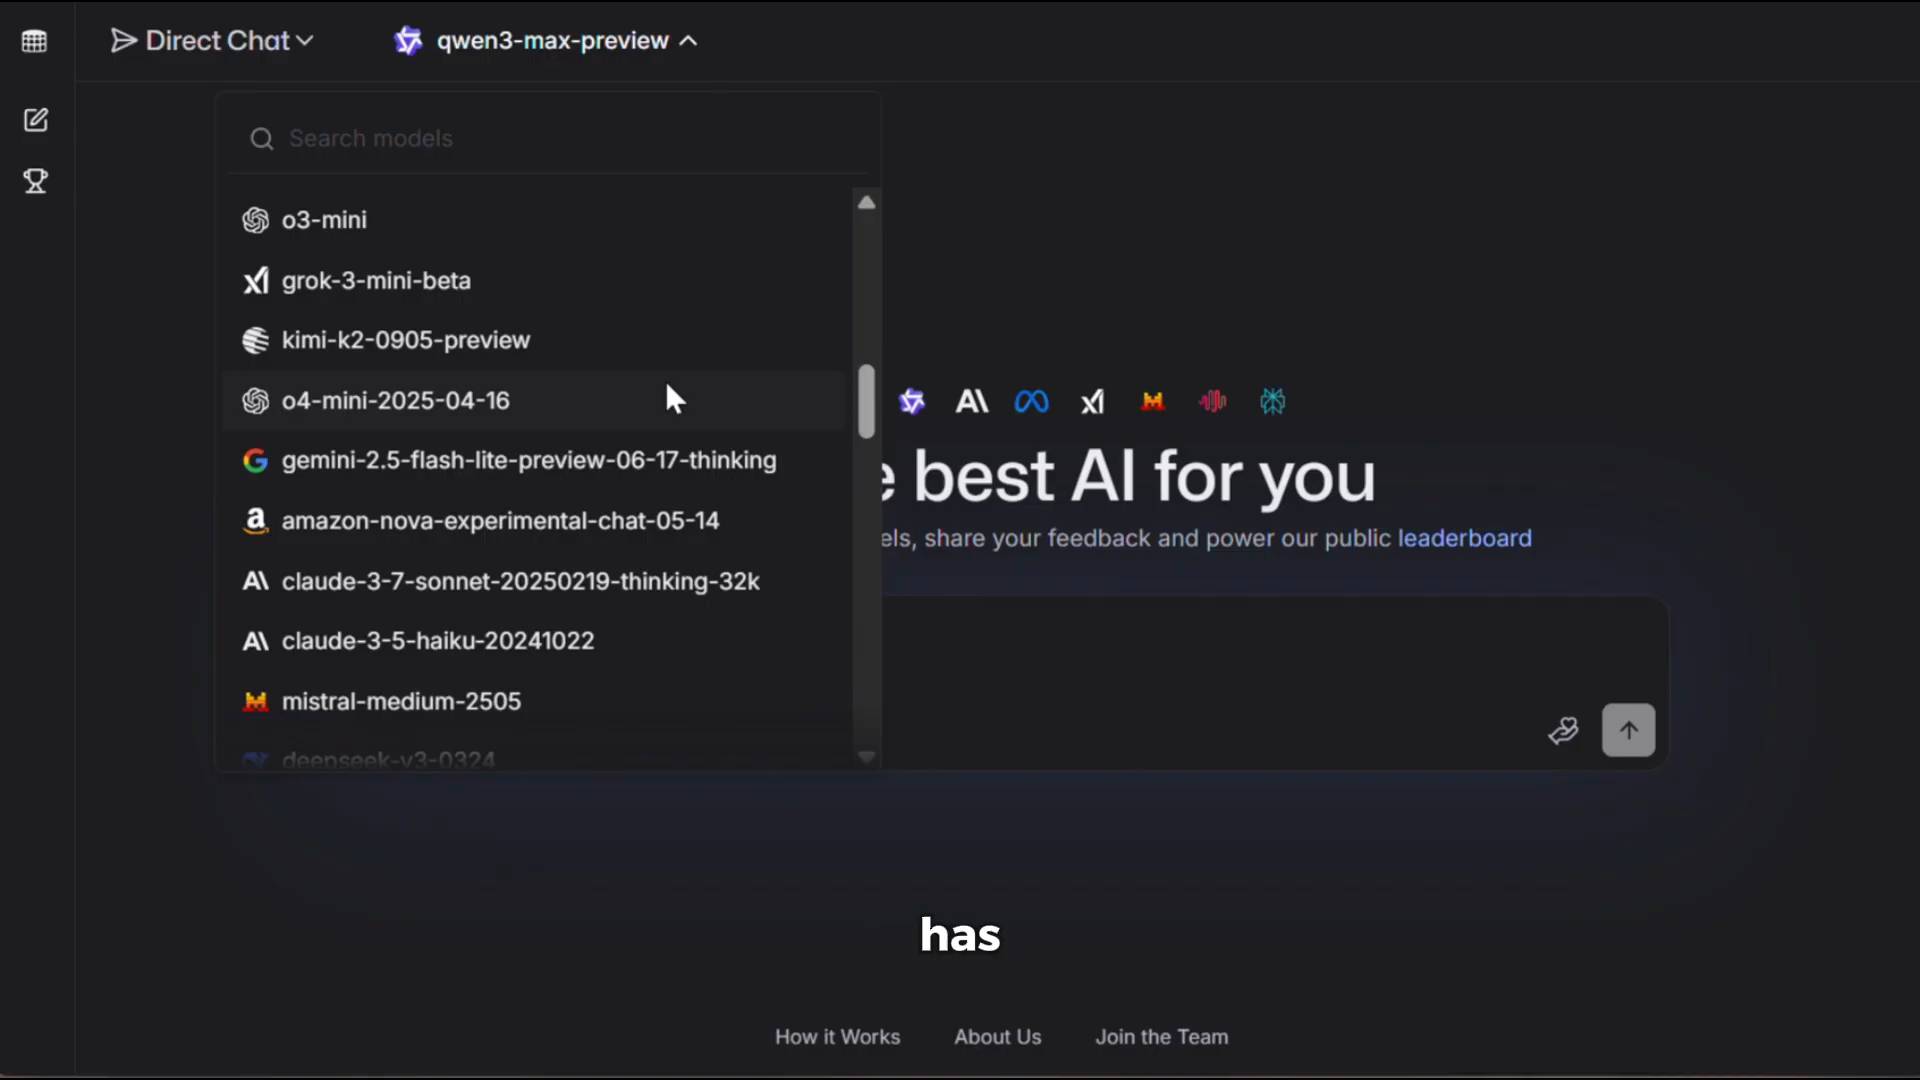 Direct Chat
qwen3-max-preview
Search models
o3-mini
grok-3-mini-beta
kimi-k2-0905-preview
o4-mini-2025-04-16
gemini-2.5-flash-lite-preview-06-17-thinking
amazon-nova-experimental-chat-05-14
claude-3-7-sonnet-20250219-thinking-32k
claude-3-5-haiku-20241022
mistral-medium-2505
deepseek-v3-0324
best AI for you
els, share your feedback and power our public leaderboard
has
How it Works
About Us
Join the Team